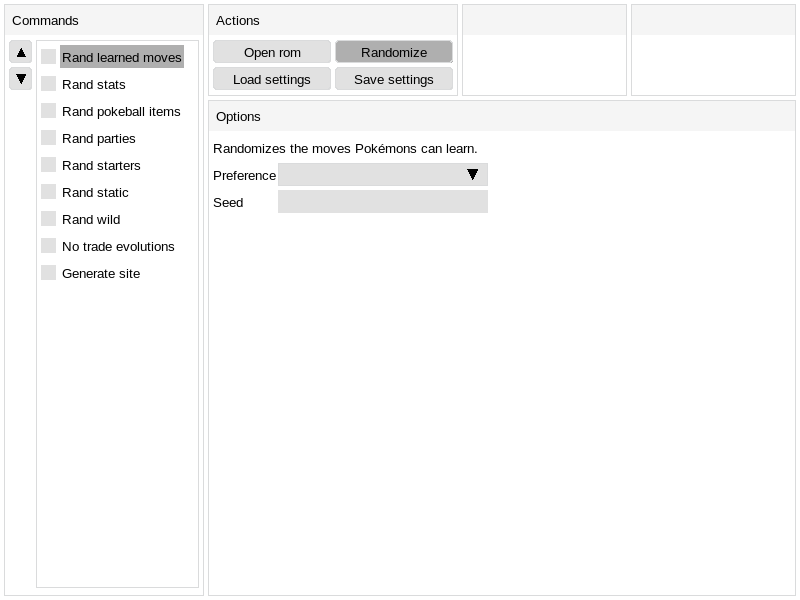 Commands
Rand learned moves
Rand stats
Rand pokeball items
Rand parties
Rand starters
Rand static
Rand wild
No trade evolutions
Generate site
Actions
Open rom
Randomize
Load settings
Save settings
Options
Randomizes the moves Pokémons can learn.
Preference
Seed